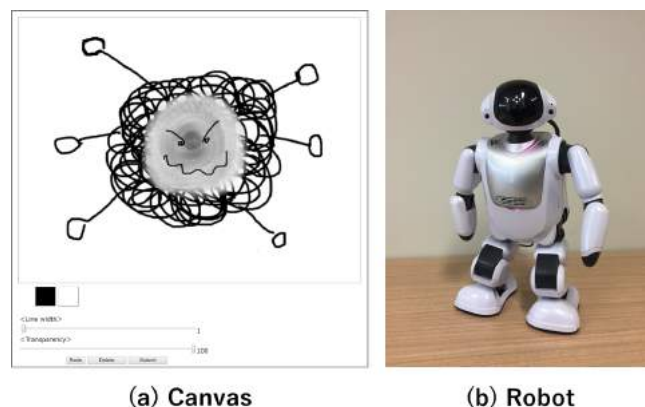 <Line width>
1
<Transparency>
100
(a) Canvas
(b) Robot